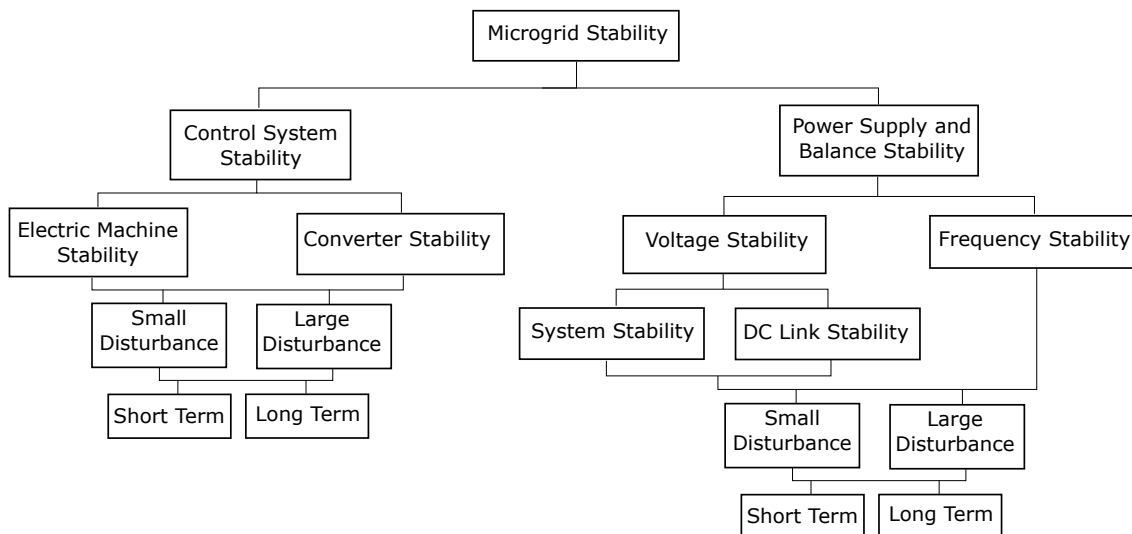 Microgrid Stability
Control System
Stability
Power Supply and
Balance Stability
Electric Machine
Stability
Converter Stability
Voltage Stability
Frequency Stability
Small
Disturbance
Large
Disturbance
System Stability
DC Link Stability
Short Term
Long Term
Small
Disturbance
Large
Disturbance
Short Term
Long Term